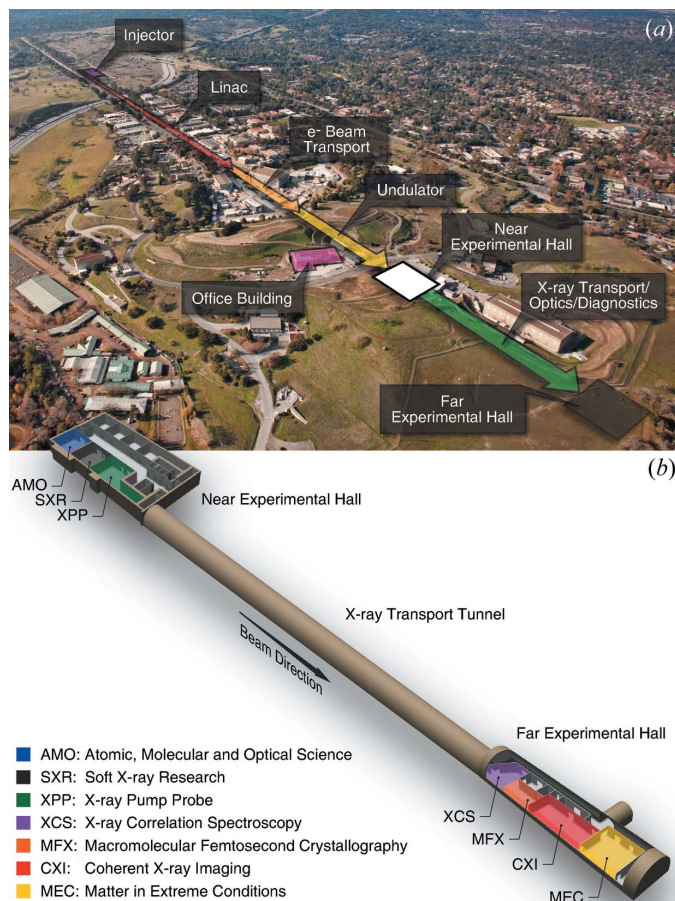 (a)
Injector
Linac
e- Beam
Transport
Undulator
Near
Experimental Hall
Office Building
X-ray Transport/
Optics/Diagnostics
Far
Experimental Hall
(b)
AMO
SXR
XPP
Near Experimental Hall
X-ray Transport Tunnel
Beam Direction
Far Experimental Hall
XCS
MFX
CXI
MEC
AMO: Atomic, Molecular and Optical Science
SXR: Soft X-ray Research
XPP: X-ray Pump Probe
XCS: X-ray Correlation Spectroscopy
MFX: Macromolecular Femtosecond Crystallography
CXI: Coherent X-ray Imaging
MEC: Matter in Extreme Conditions